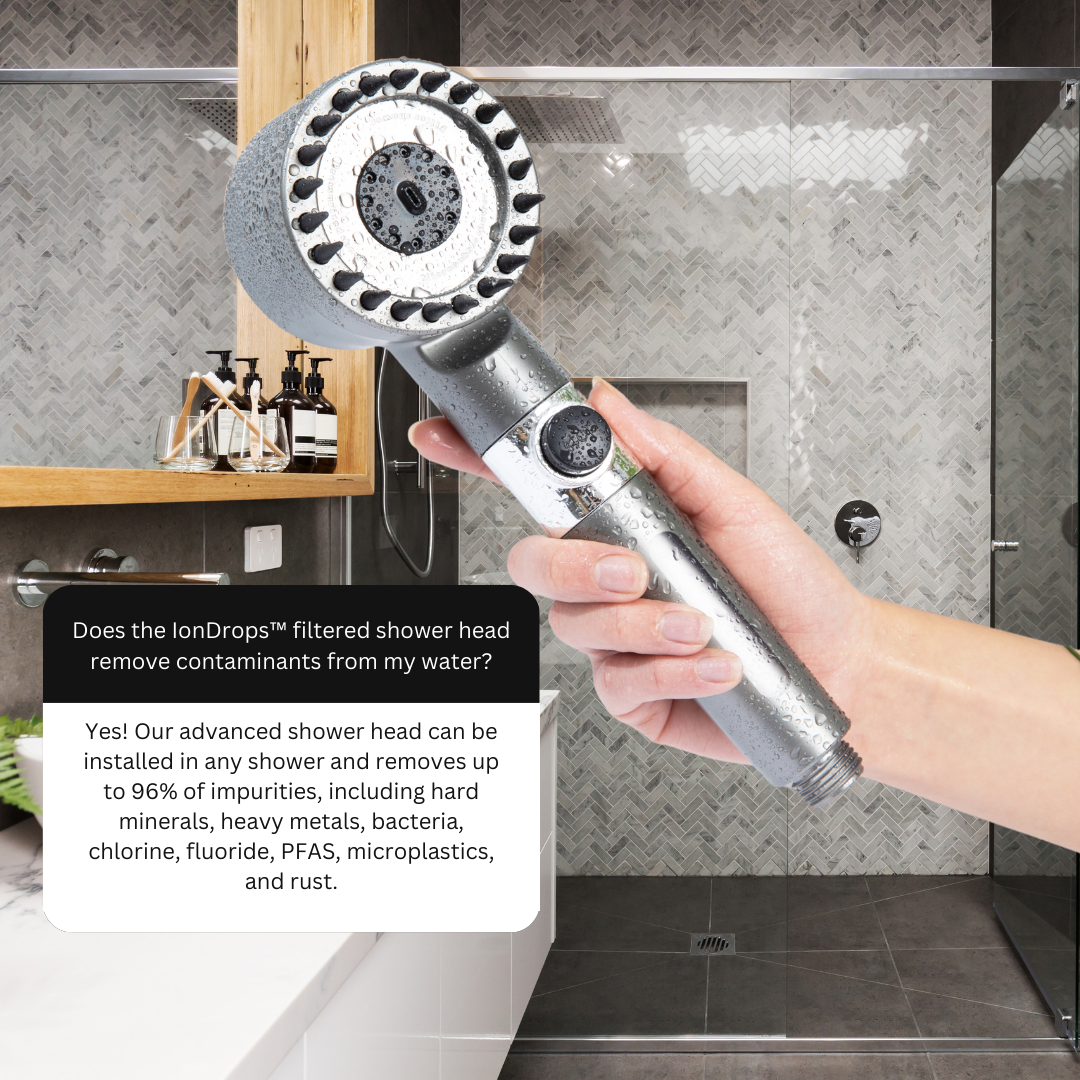 Does the IonDrops™ filtered shower head
remove contaminants from my water?
Yes! Our advanced shower head can be
installed in any shower and removes up
to 96% of impurities, including hard
minerals, heavy metals, bacteria,
chlorine, fluoride, PFAS, microplastics,
and rust.